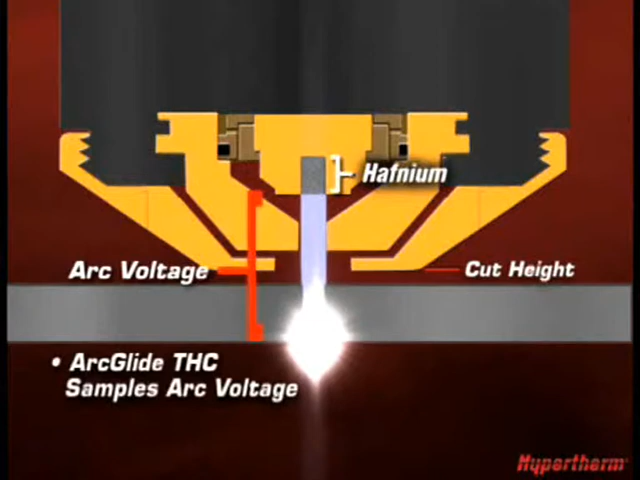 Hafnium
Arc Voltage
Cut Height
• ArcGlide THC
Samples Arc Voltage
Hypertherm